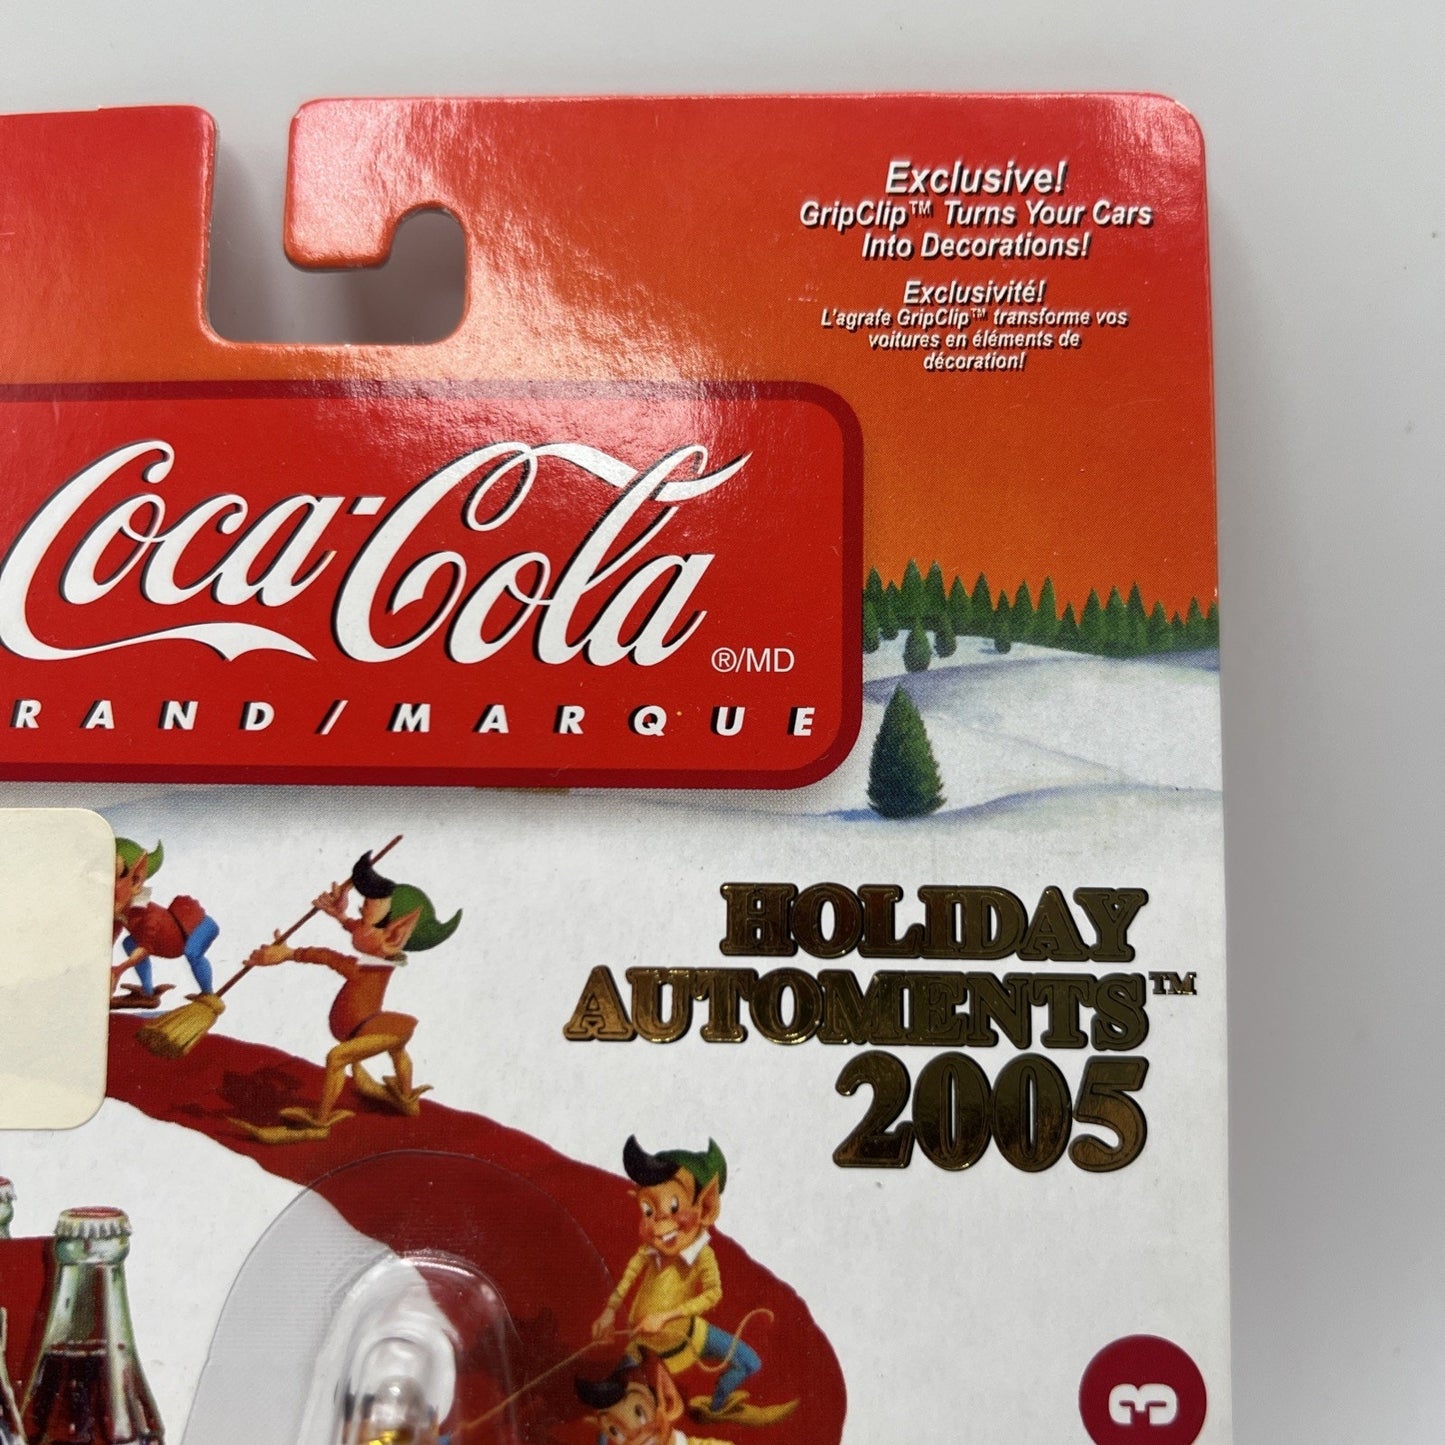 Exclusive!
GripClip™ Turns Your Cars
Into Decorations!
Exclusivité!
L'agrafe GripClip™ transforme vos
voitures en éléments de
décoration!
Coca-Cola
®/MD
RAND/MARQUE
HOLIDAY
AUTOMENTS™
2005
3